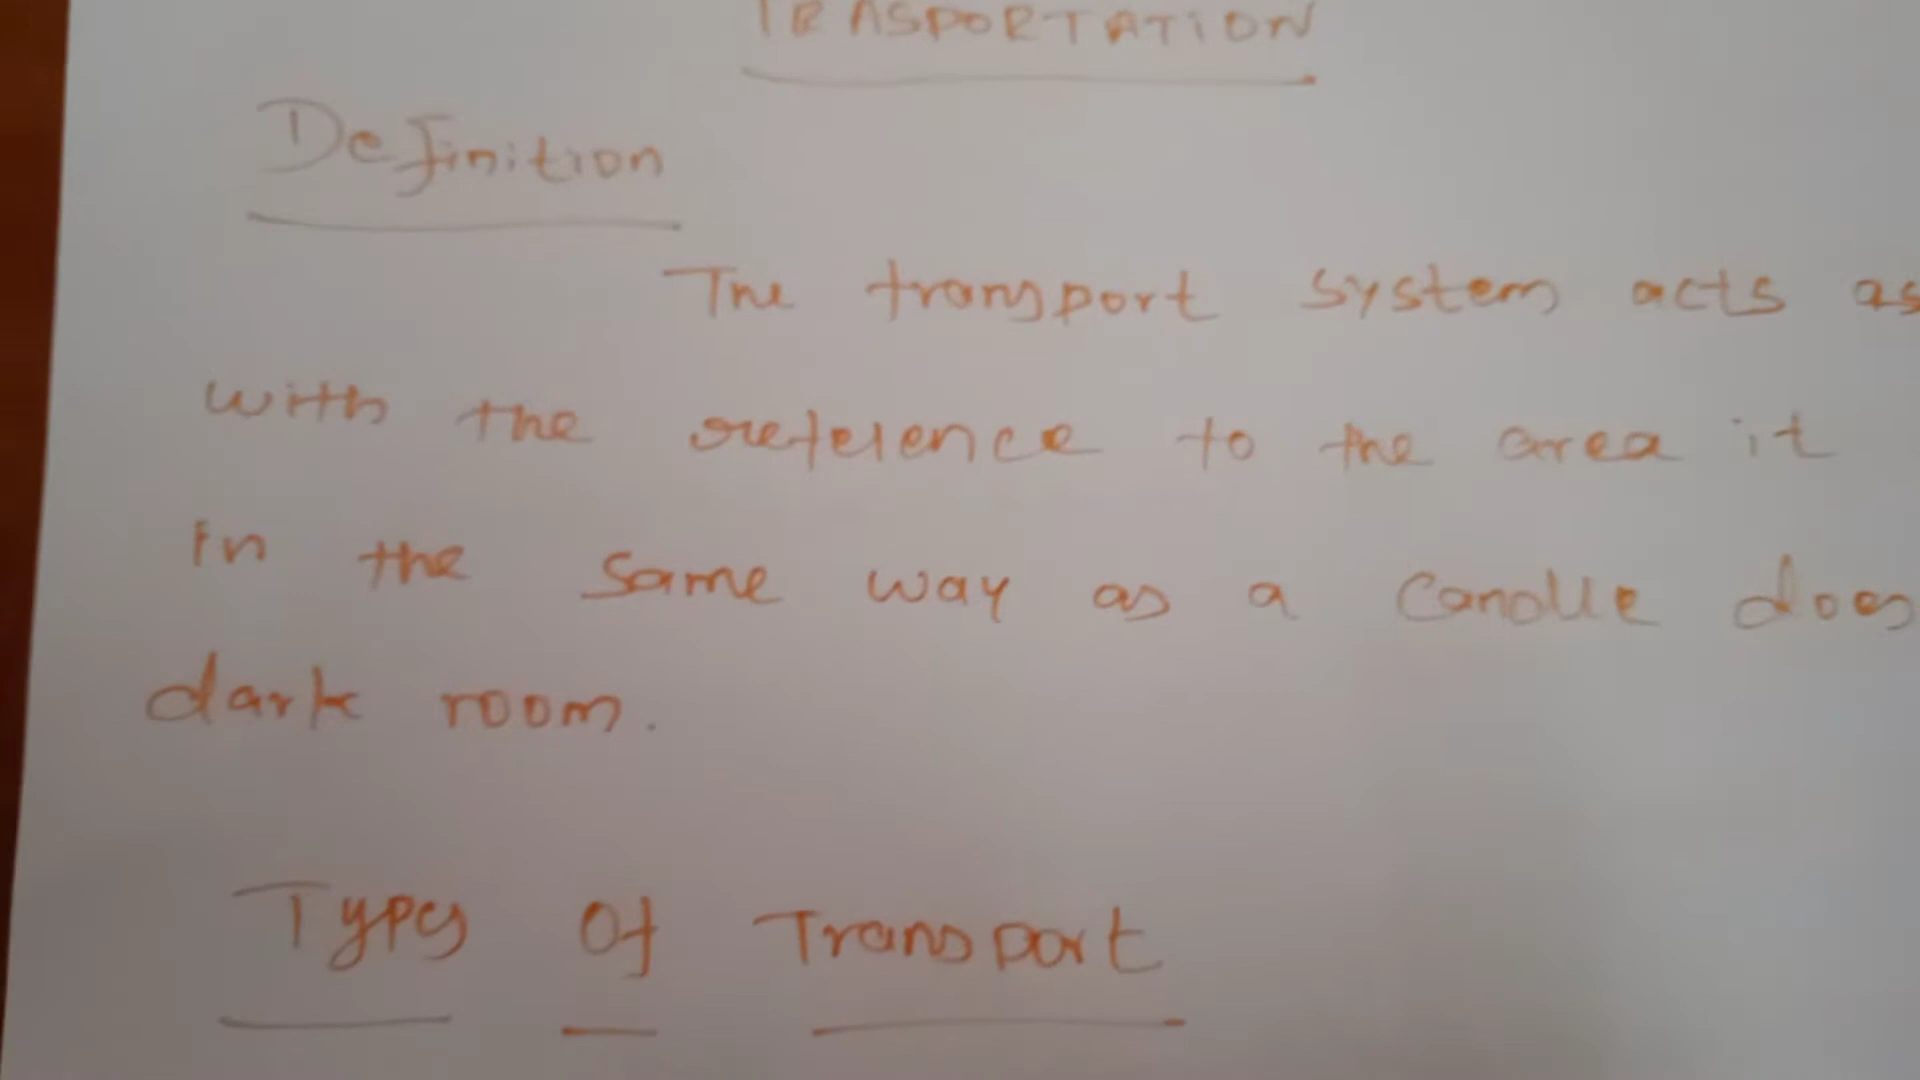 TRASPORTATION
Definition
The transport system acts as
with the reference to the area it
in the same way as a candle does
dark room.
Types Of Transport